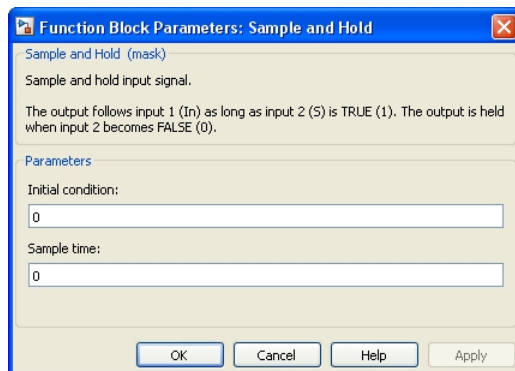 Function Block Parameters: Sample and Hold
Sample and Hold (mask)
Sample and hold input signal.
The output follows input 1 (In) as long as input 2 (S) is TRUE (1). The output is held
when input 2 becomes FALSE (0).
Parameters
Initial condition:
0
Sample time:
0
OK Cancel Help Apply